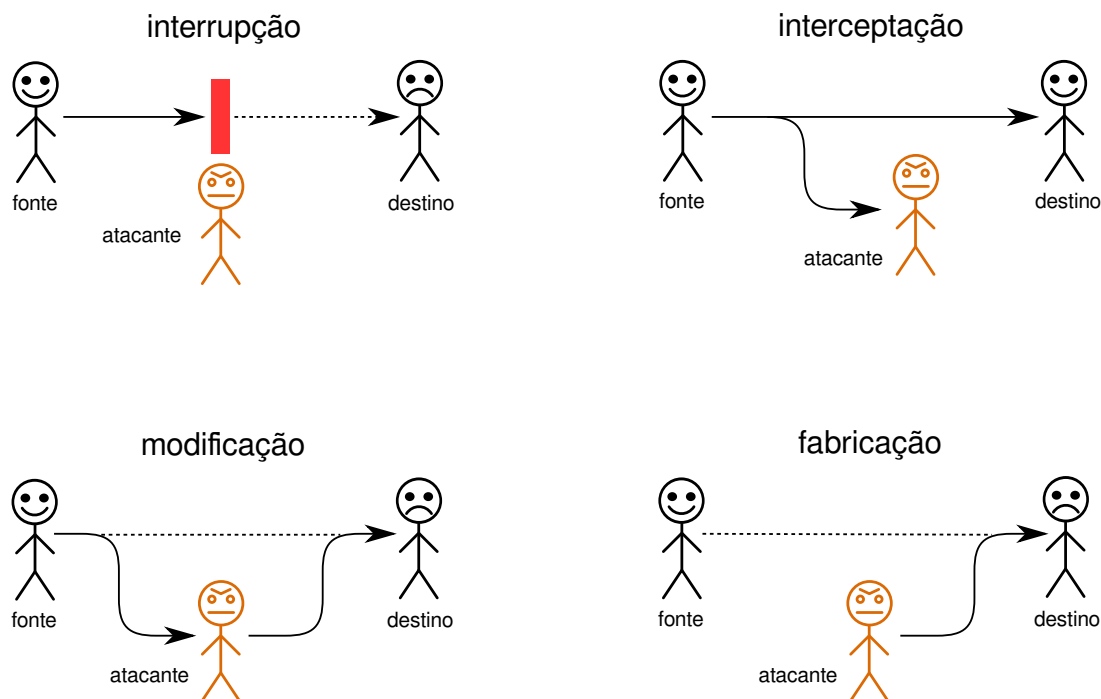 interrupção
interceptação
fonte
destino
atacante
fonte
destino
atacante
modificação
fabricação
fonte
destino
atacante
fonte
destino
atacante